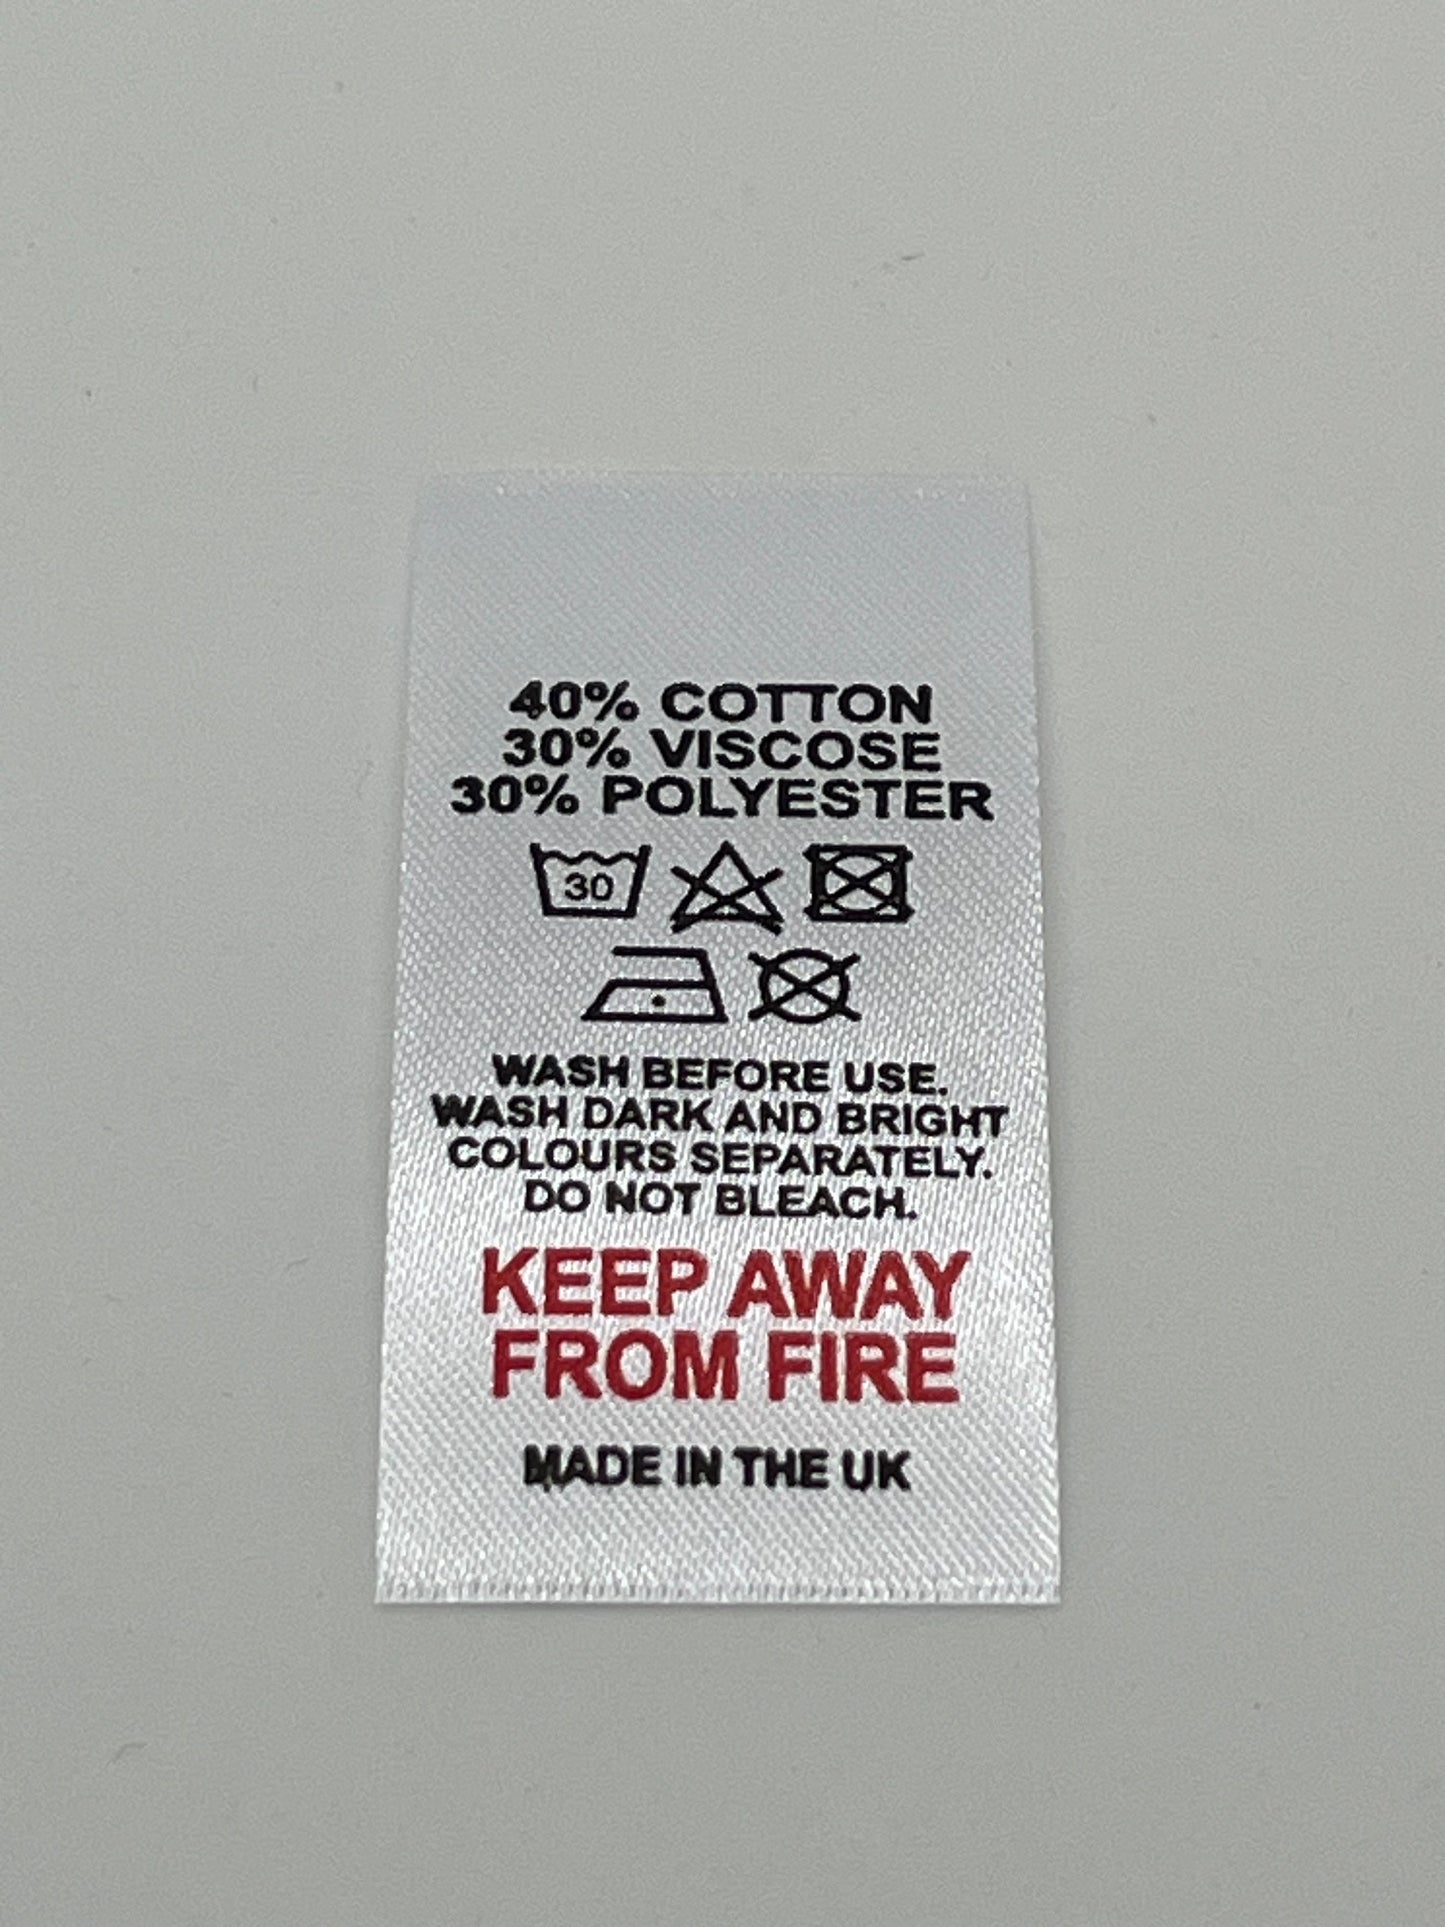 40% COTTON
30% VISCOSE
30% POLYESTER
30
WASH BEFORE USE.
WASH DARK AND BRIGHT
COLOURS SEPARATELY.
DO NOT BLEACH.
KEEP AWAY
FROM FIRE
MADE IN THE UK